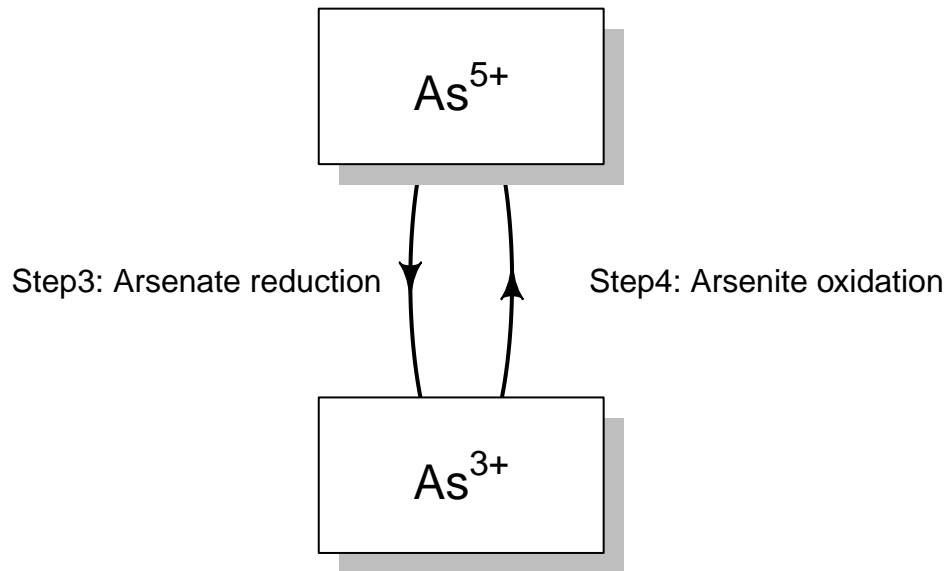 As5+
Step3: Arsenate reduction
Step4: Arsenite oxidation
As3+